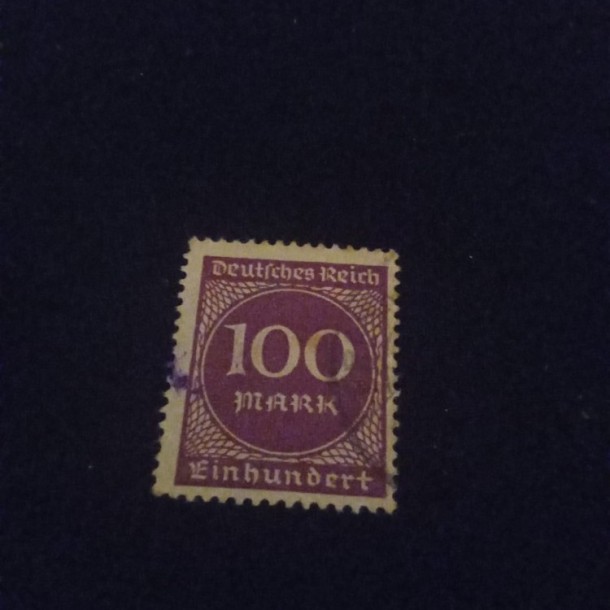 Deutſches Reich
100
MARK
Einhundert